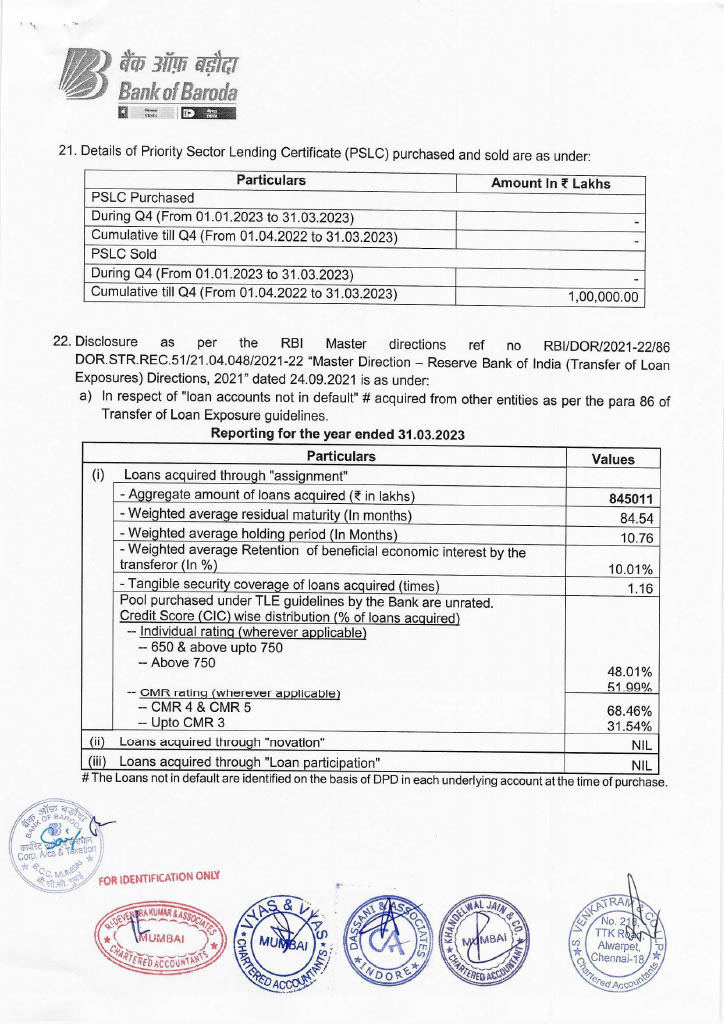 बैंक ऑफ़ बड़ौदा
Bank of Baroda
21. Details of Priority Sector Lending Certificate (PSLC) purchased and sold are as under:
Particulars Amount In ₹ Lakhs
PSLC Purchased
During Q4 (From 01.01.2023 to 31.03.2023) -
Cumulative till Q4 (From 01.04.2022 to 31.03.2023) -
PSLC Sold
During Q4 (From 01.01.2023 to 31.03.2023) -
Cumulative till Q4 (From 01.04.2022 to 31.03.2023) 1,00,000.00
22. Disclosure as per the RBI Master directions ref no RBI/DOR/2021-22/86
DOR.STR.REC.51/21.04.048/2021-22 "Master Direction – Reserve Bank of India (Transfer of Loan
Exposures) Directions, 2021" dated 24.09.2021 is as under:
a) In respect of "loan accounts not in default" # acquired from other entities as per the para 86 of
Transfer of Loan Exposure guidelines.
Reporting for the year ended 31.03.2023
Particulars Values
(i) Loans acquired through "assignment"
- Aggregate amount of loans acquired (₹ in lakhs) 845011
- Weighted average residual maturity (In months) 84.54
- Weighted average holding period (In Months) 10.76
- Weighted average Retention of beneficial economic interest by the
transferor (In %) 10.01%
- Tangible security coverage of loans acquired (times) 1.16
Pool purchased under TLE guidelines by the Bank are unrated.
Credit Score (CIC) wise distribution (% of loans acquired)
-- Individual rating (wherever applicable)
-- 650 & above upto 750
-- Above 750
48.01%
51.99%
-- CMR rating (wherever applicable)
-- CMR 4 & CMR 5 68.46%
-- Upto CMR 3 31.54%
(ii) Loans acquired through "novation" NIL
(iii) Loans acquired through "Loan participation" NIL
# The Loans not in default are identified on the basis of DPD in each underlying account at the time of purchase.
बैंक ऑफ़ बड़ौदा
BANK OF BARODA
Corp. A/cs & Taxation
B.C.C. MUMBAI
FOR IDENTIFICATION ONLY
R. DEVENDRA KUMAR & ASSOCIATES
MUMBAI
CHARTERED ACCOUNTANTS
VYAS & VYAS
MUMBAI
CHARTERED ACCOUNTANTS
DASSANI & ASSOCIATES
CA
INDORE
KHANDELWAL JAIN & CO.
MUMBAI
CHARTERED ACCOUNTANTS
S. VENKATRAM & CO. LLP
No. 218,
TTK Road
Alwarpet,
Chennai-18
Chartered Accountants